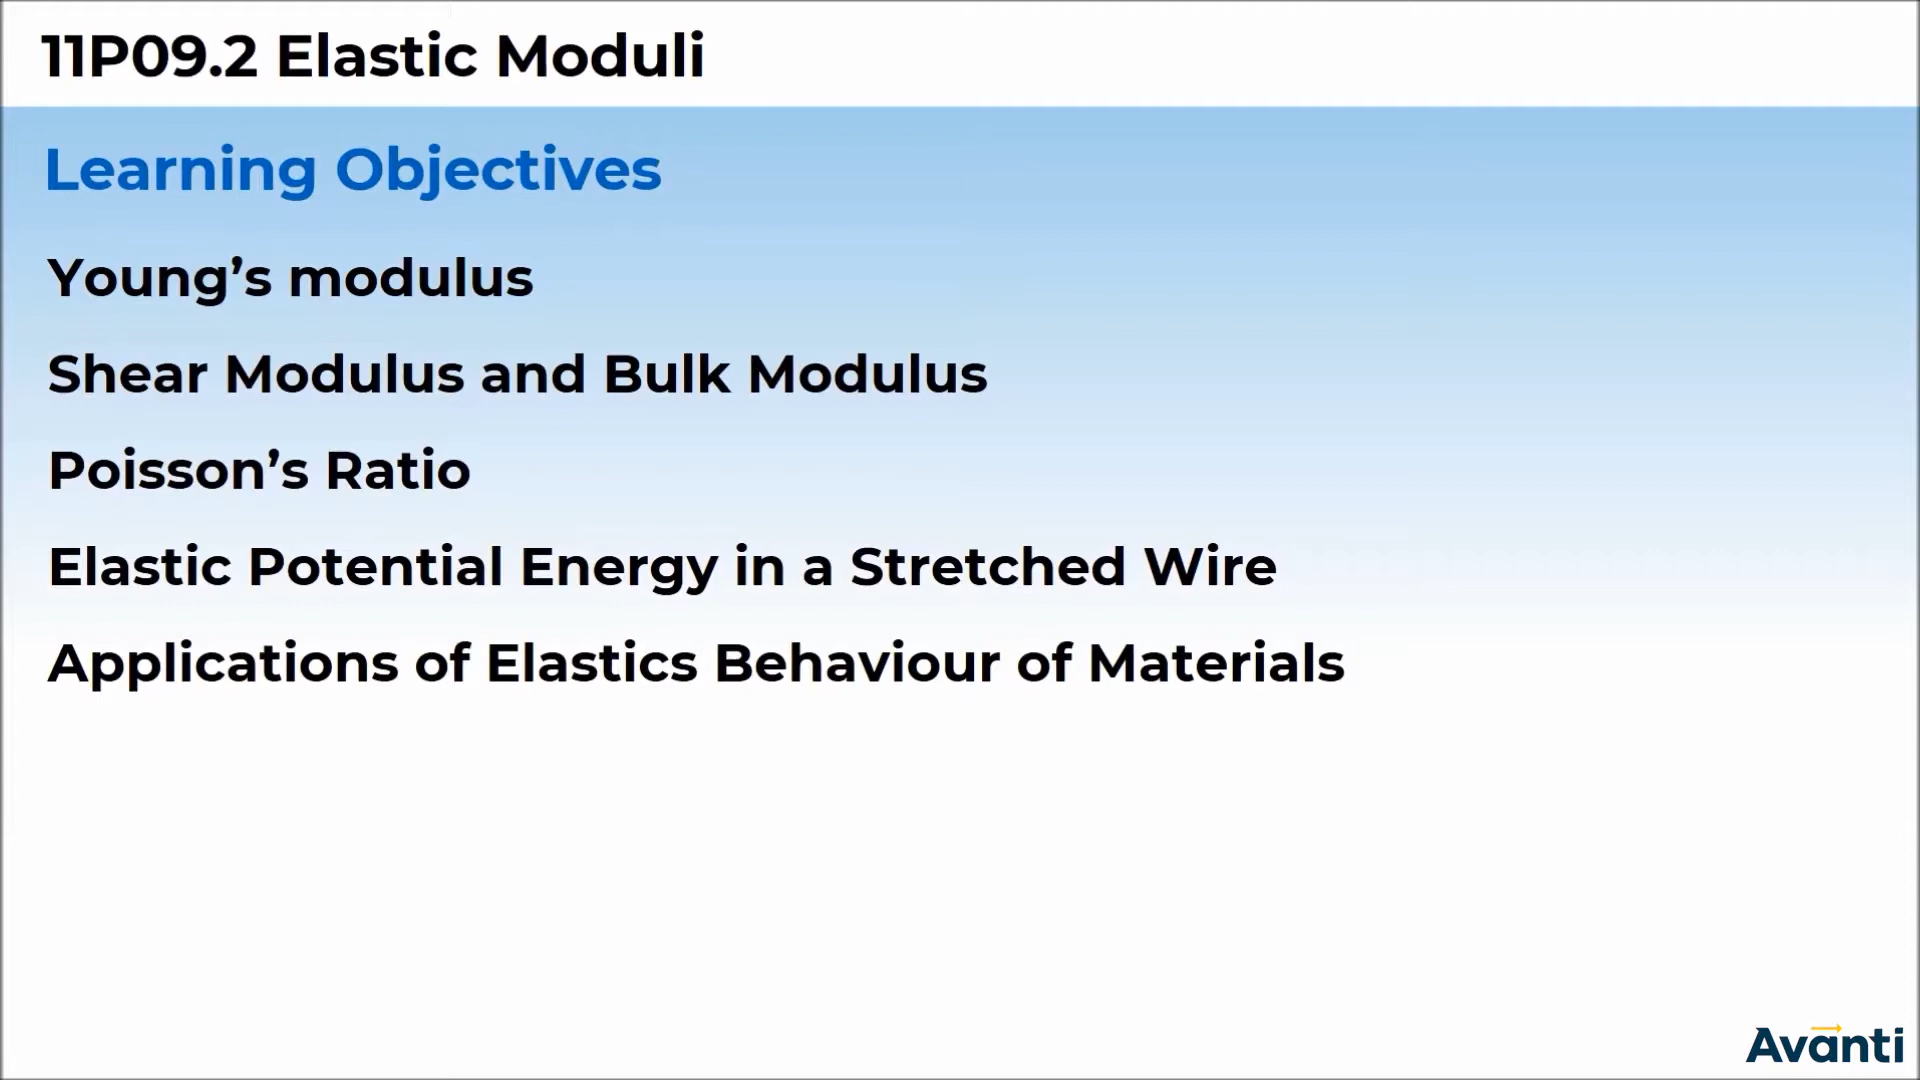 11P09.2 Elastic Moduli
Learning Objectives
Young’s modulus
Shear Modulus and Bulk Modulus
Poisson’s Ratio
Elastic Potential Energy in a Stretched Wire
Applications of Elastics Behaviour of Materials
Avanti